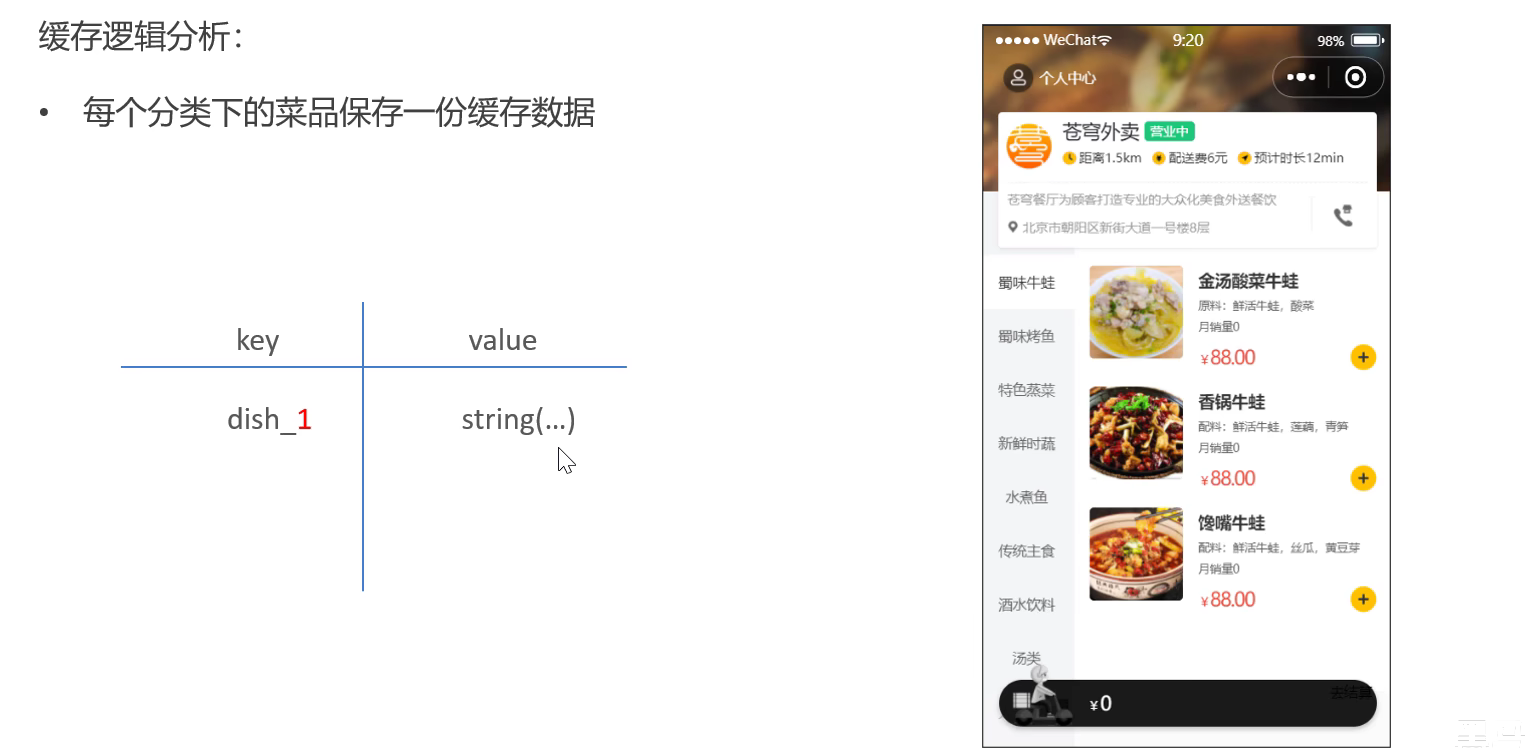 缓存逻辑分析：
• 每个分类下的菜品保存一份缓存数据
key value
dish_1 string(...)
WeChat 9:20 98%
个人中心
苍穹外卖 营业中
距离1.5km 配送费6元 预计时长12min
苍穹餐厅为顾客打造专业的大众化美食外送餐饮
北京市朝阳区新街大道一号楼8层
蜀味牛蛙
蜀味烤鱼
特色蒸菜
新鲜时蔬
水煮鱼
传统主食
酒水饮料
汤类
金汤酸菜牛蛙
原料：鲜活牛蛙，酸菜
月销量0
¥88.00
香锅牛蛙
配料：鲜活牛蛙，莲藕，青笋
月销量0
¥88.00
馋嘴牛蛙
配料：鲜活牛蛙，丝瓜，黄豆芽
月销量0
¥88.00
¥0
去结算